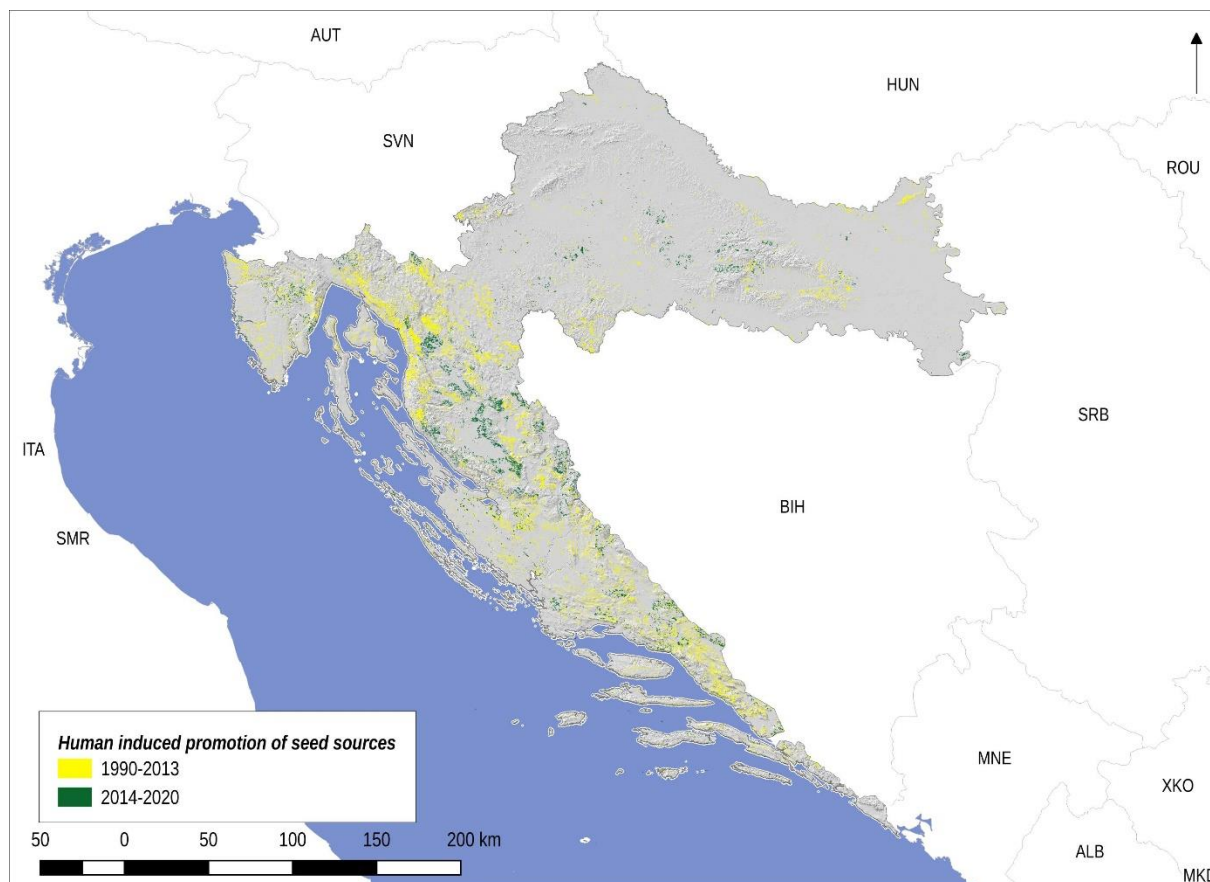 AUT
HUN
SVN
ROU
SRB
ITA
BIH
SMR
Human induced promotion of seed sources
1990-2013
2014-2020
MNE
XKO
50 0 50 100 150 200 km
ALB
MKD